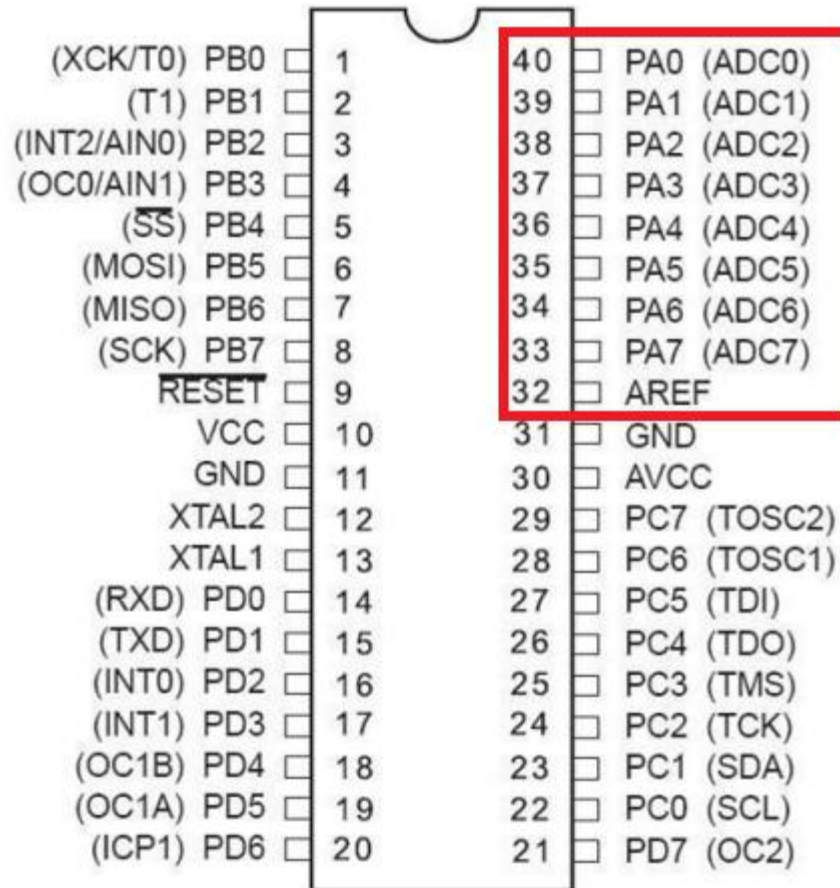 (XCK/T0) PB0 1 40 PA0 (ADC0)
(T1) PB1 2 39 PA1 (ADC1)
(INT2/AIN0) PB2 3 38 PA2 (ADC2)
(OC0/AIN1) PB3 4 37 PA3 (ADC3)
(SS) PB4 5 36 PA4 (ADC4)
(MOSI) PB5 6 35 PA5 (ADC5)
(MISO) PB6 7 34 PA6 (ADC6)
(SCK) PB7 8 33 PA7 (ADC7)
RESET 9 32 AREF
VCC 10 31 GND
GND 11 30 AVCC
XTAL2 12 29 PC7 (TOSC2)
XTAL1 13 28 PC6 (TOSC1)
(RXD) PD0 14 27 PC5 (TDI)
(TXD) PD1 15 26 PC4 (TDO)
(INT0) PD2 16 25 PC3 (TMS)
(INT1) PD3 17 24 PC2 (TCK)
(OC1B) PD4 18 23 PC1 (SDA)
(OC1A) PD5 19 22 PC0 (SCL)
(ICP1) PD6 20 21 PD7 (OC2)